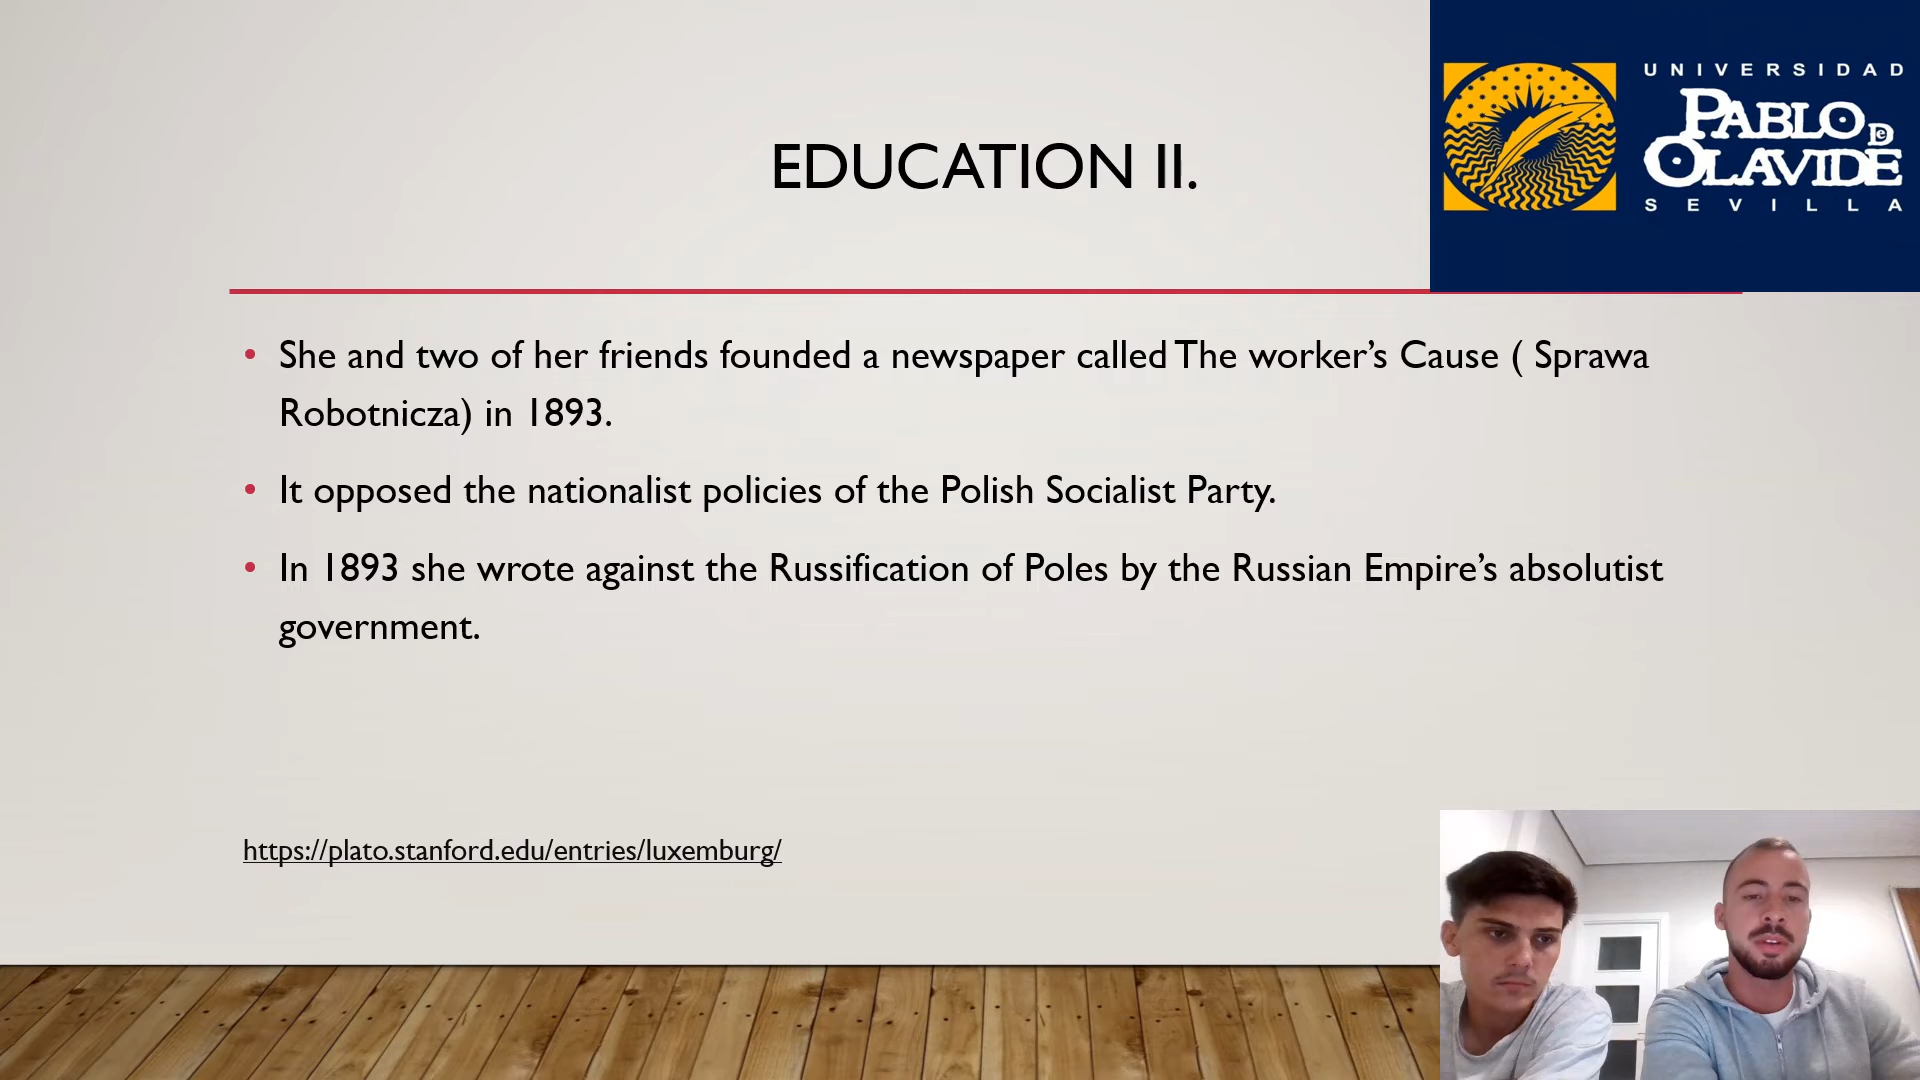 UNIVERSIDAD
PABLO DE
OLAVIDE
SEVILLA
EDUCATION II.
• She and two of her friends founded a newspaper called The worker’s Cause ( Sprawa
Robotnicza) in 1893.
• It opposed the nationalist policies of the Polish Socialist Party.
• In 1893 she wrote against the Russification of Poles by the Russian Empire’s absolutist
government.
https://plato.stanford.edu/entries/luxemburg/